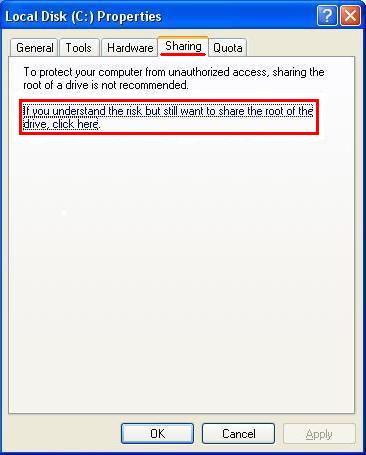 Local Disk (C:) Properties
General Tools Hardware Sharing Quota
To protect your computer from unauthorized access, sharing the
root of a drive is not recommended.
If you understand the risk but still want to share the root of the
drive, click here.
OK Cancel Apply